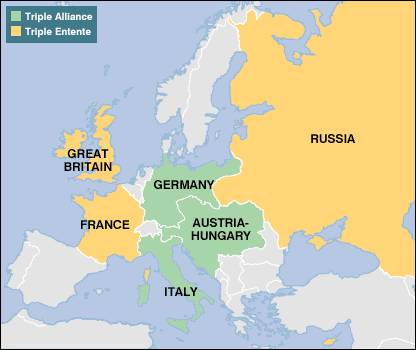 Triple Alliance
Triple Entente
RUSSIA
GREAT
BRITAIN
GERMANY
FRANCE
AUSTRIA-
HUNGARY
ITALY